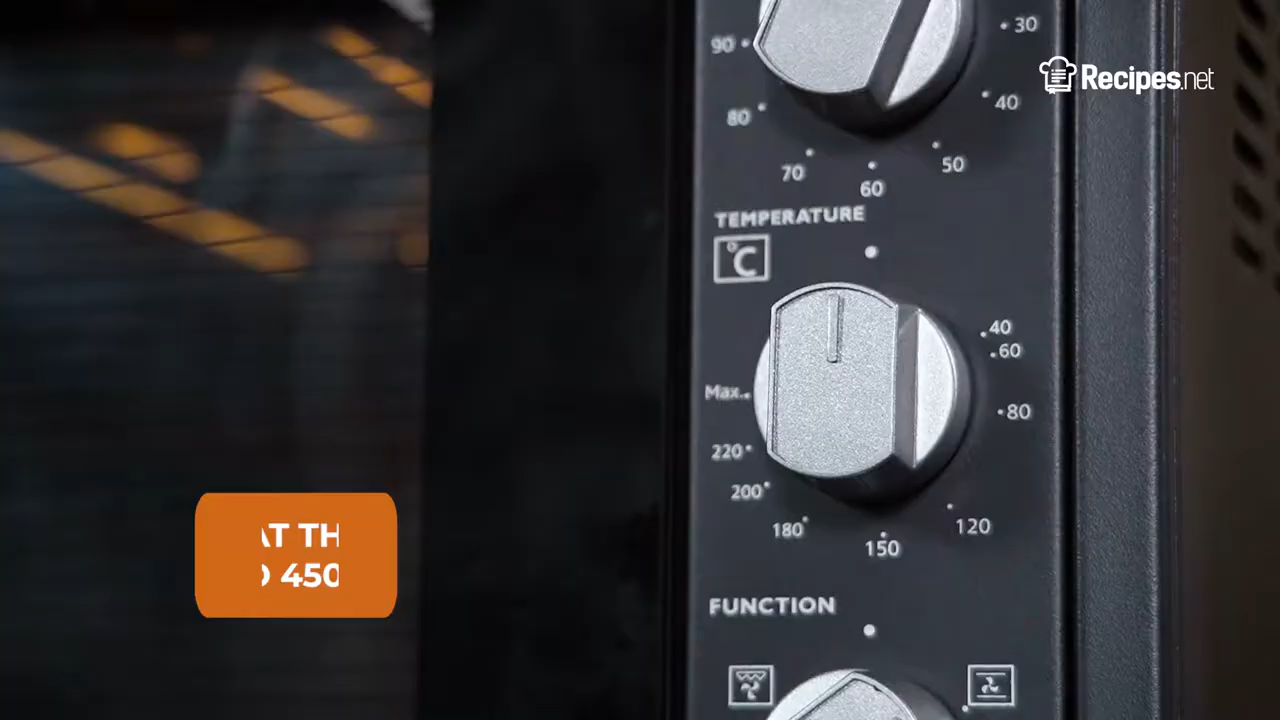 30
90
Recipes.net
40
80
50
70
60
TEMPERATURE
°C
40
60
Max.
80
220
200
120
180
150
AT TH
450
FUNCTION